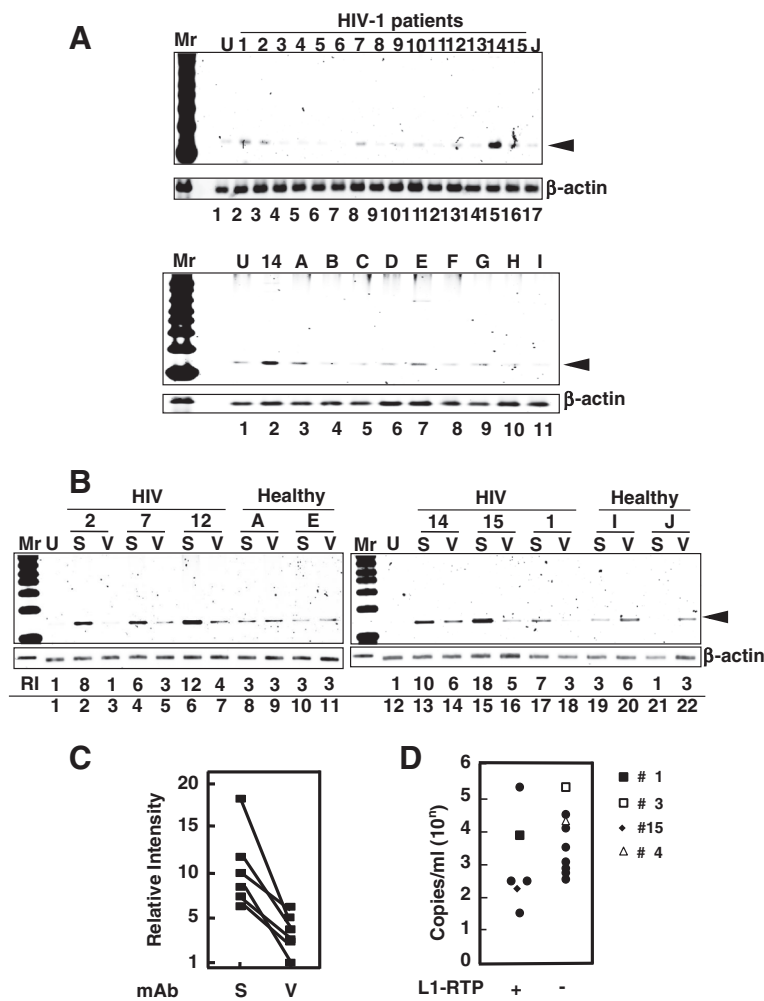 A
HIV-1 patients
Mr U 1 2 3 4 5 6 7 8 9 10 11 12 13 14 15 J
β-actin
1 2 3 4 5 6 7 8 9 10 11 12 13 14 15 16 17
Mr U 14 A B C D E F G H I
β-actin
1 2 3 4 5 6 7 8 9 10 11
B
HIV Healthy HIV Healthy
2 7 12 A E 14 15 1 I J
Mr U S V S V S V S V S V Mr U S V S V S V S V S V
β-actin
RI 1 8 1 6 3 12 4 3 3 3 3 1 10 6 18 5 7 3 3 6 1 3
1 2 3 4 5 6 7 8 9 10 11 12 13 14 15 16 17 18 19 20 21 22
C
Relative Intensity
20
15
10
5
1
mAb S V
D
Copies/ml (10ⁿ)
6
5
4
3
2
1
0
L1-RTP + -
# 1
# 3
#15
# 4